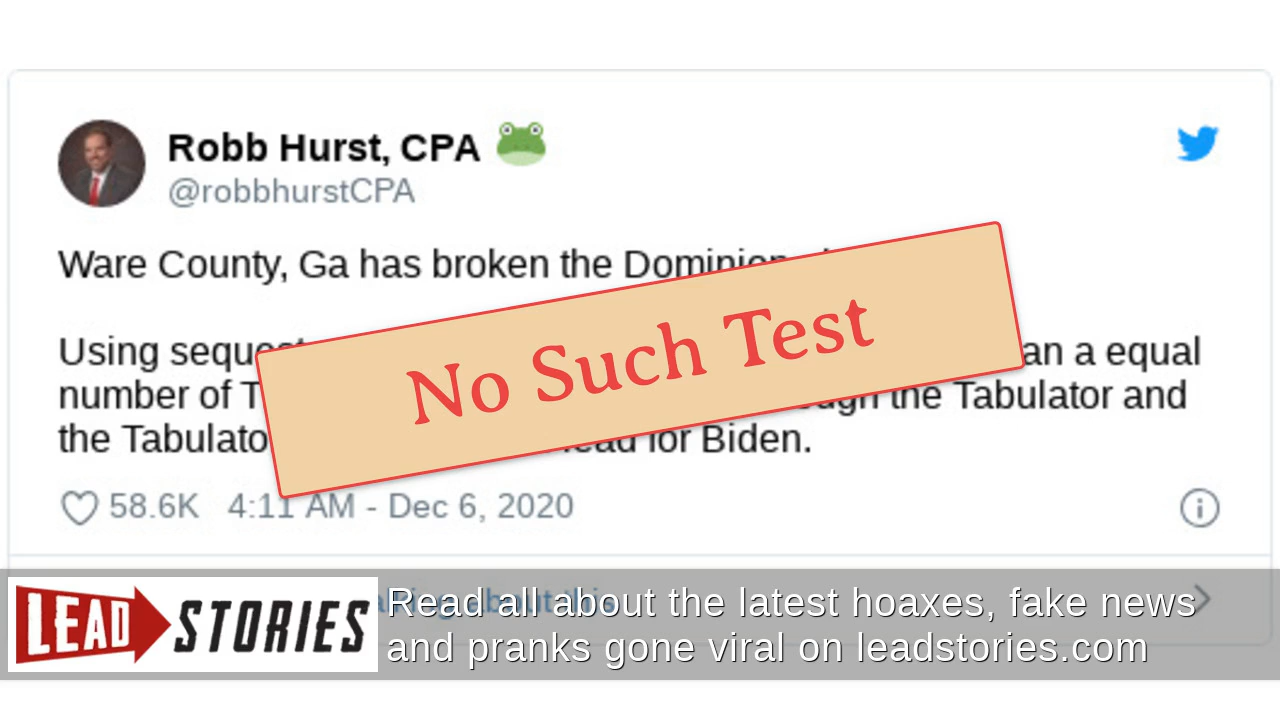 Robb Hurst, CPA
@robbhurstCPA
Ware County, Ga has broken the Dominion
Using an a equal
number of the Tabulator and
the for Biden.
No Such Test
58.6K 4:11 AM - Dec 6, 2020
LEAD STORIES
Read all about the latest hoaxes, fake news
and pranks gone viral on leadstories.com